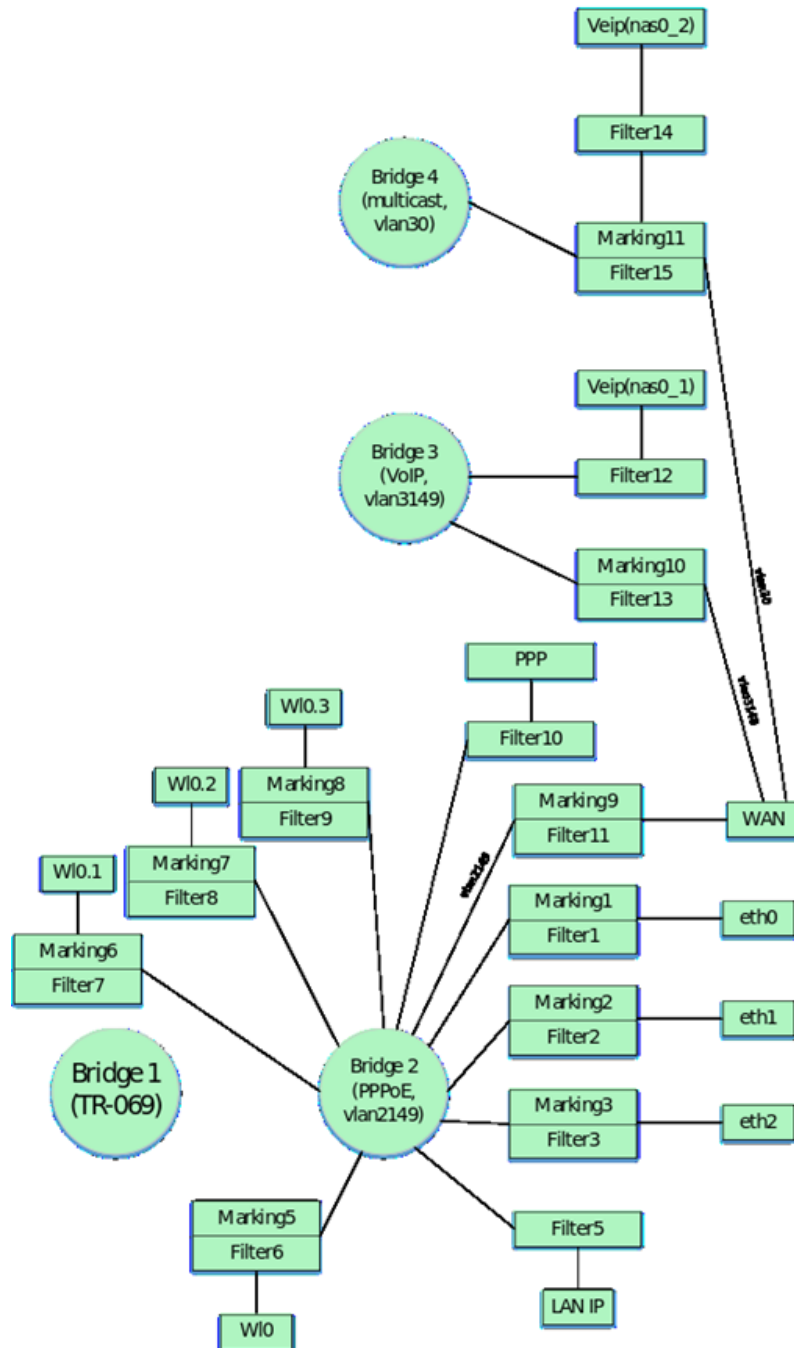 Veip(nas0_2)
Filter14
Bridge 4
(multicast,
vlan30)
Marking11
Filter15
Veip(nas0_1)
Bridge 3
(VoIP,
vlan3149)
Filter12
Marking10
Filter13
vlan30
vlan3149
PPP
Filter10
Wl0.3
Marking8
Filter9
Wl0.2
Marking7
Filter8
Wl0.1
Marking6
Filter7
Marking9
Filter11
WAN
vlan2149
Marking1
Filter1
eth0
Marking2
Filter2
eth1
Bridge 1
(TR-069)
Bridge 2
(PPPoE,
vlan2149)
Marking3
Filter3
eth2
Marking5
Filter6
Wl0
Filter5
LAN IP